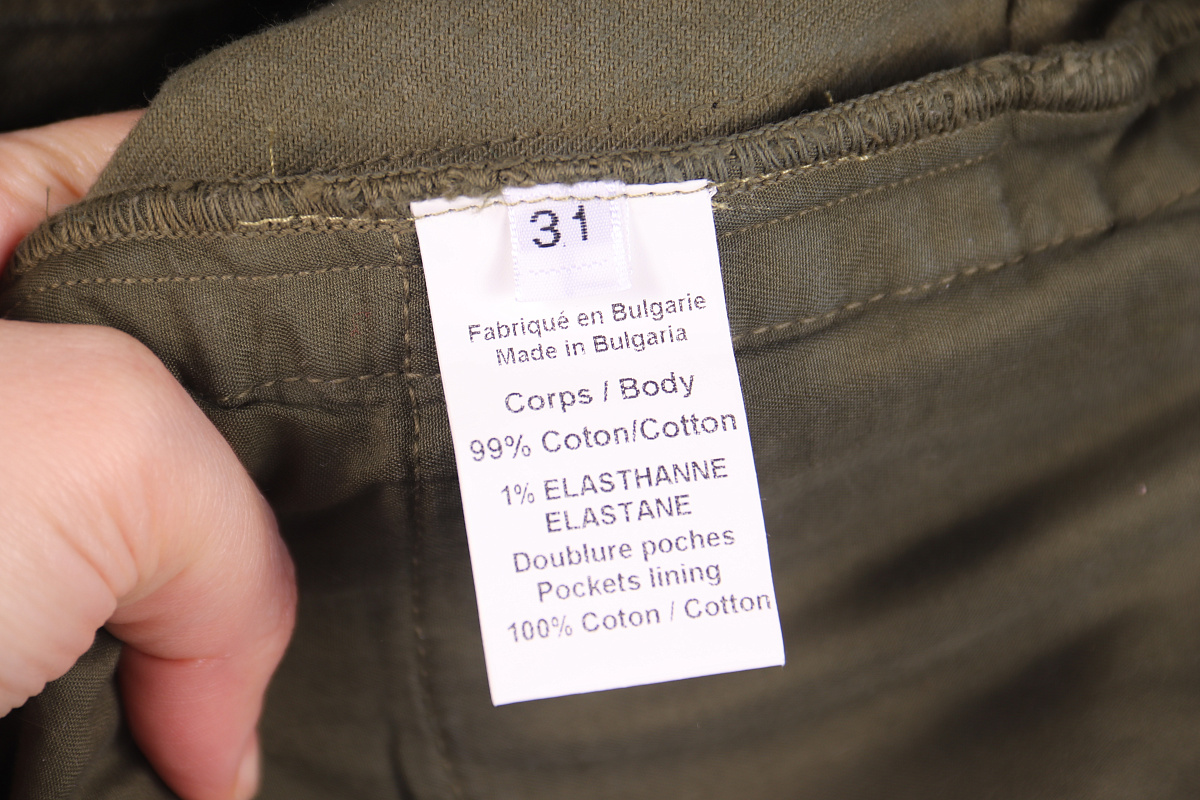 31
Fabriqué en Bulgarie
Made in Bulgaria
Corps / Body
99% Coton/Cotton
1% ELASTHANNE
ELASTANE
Doublure poches
Pockets lining
100% Coton / Cotton